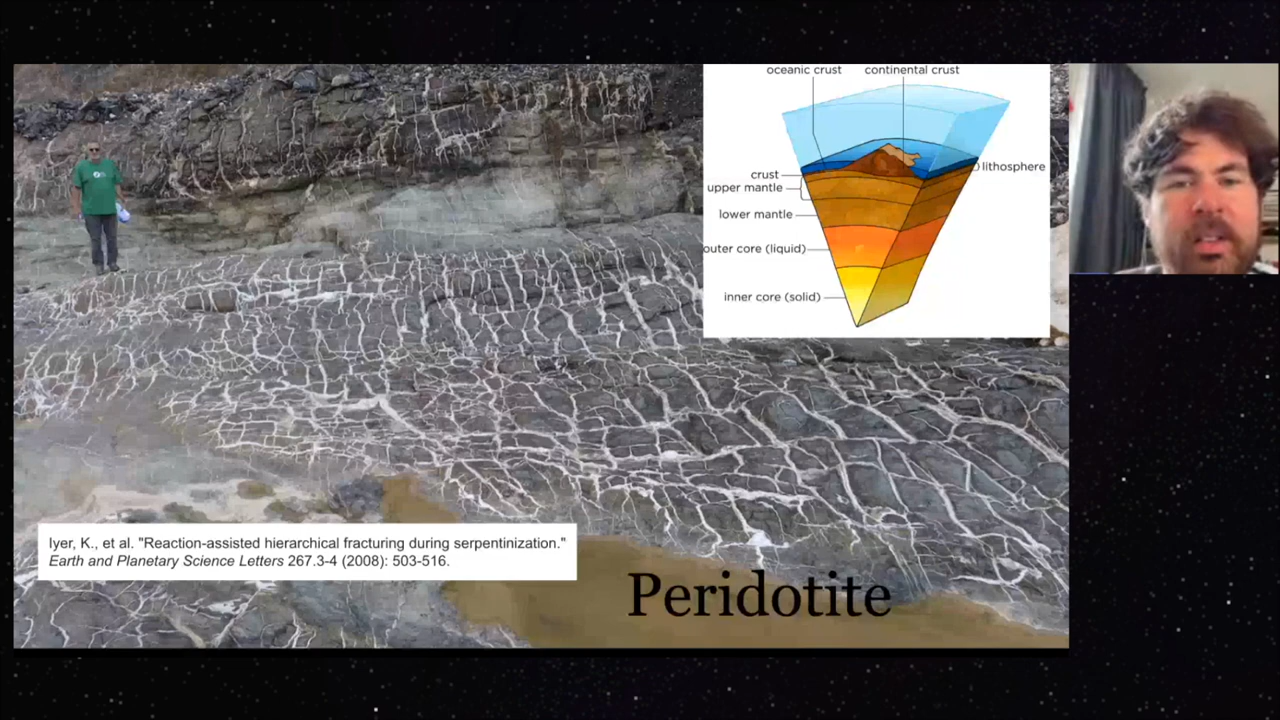 oceanic crust
continental crust
crust
lithosphere
upper mantle
lower mantle
outer core (liquid)
inner core (solid)
Iyer, K., et al. "Reaction-assisted hierarchical fracturing during serpentinization."
Earth and Planetary Science Letters 267.3-4 (2008): 503-516.
Peridotite